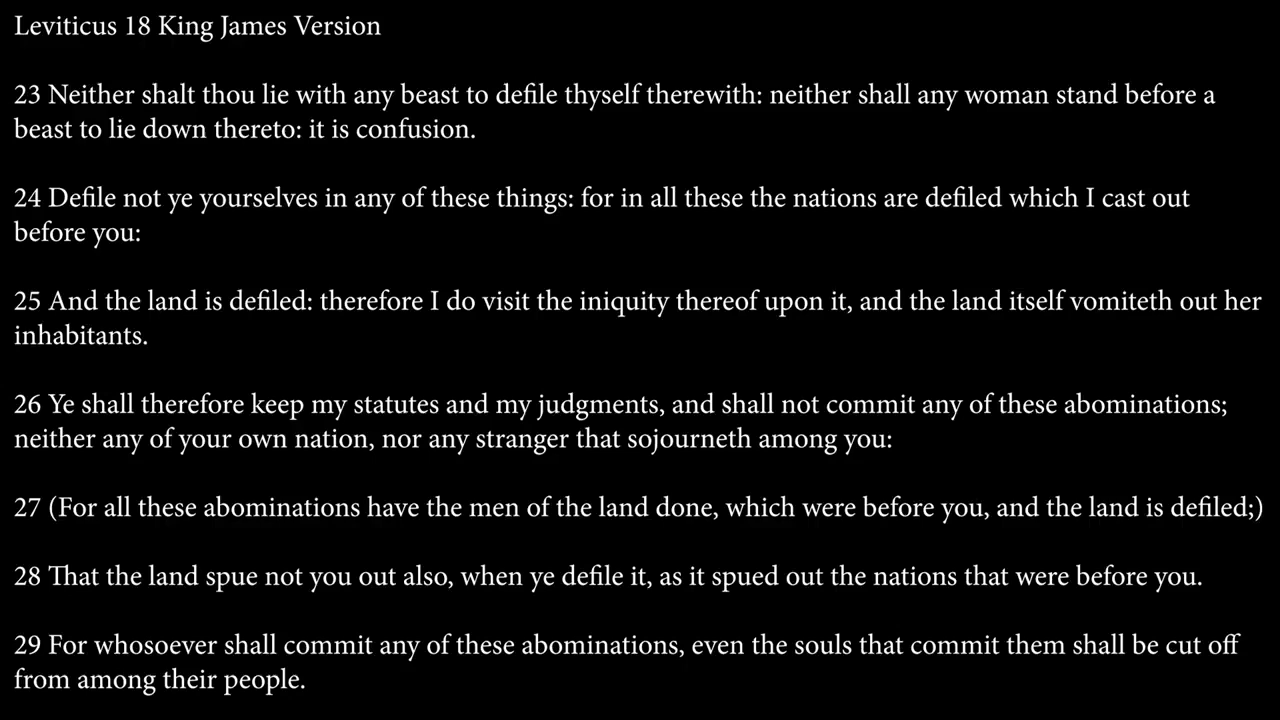 Leviticus 18 King James Version
23 Neither shalt thou lie with any beast to defile thyself therewith: neither shall any woman stand before a
beast to lie down thereto: it is confusion.
24 Defile not ye yourselves in any of these things: for in all these the nations are defiled which I cast out
before you:
25 And the land is defiled: therefore I do visit the iniquity thereof upon it, and the land itself vomiteth out her
inhabitants.
26 Ye shall therefore keep my statutes and my judgments, and shall not commit any of these abominations;
neither any of your own nation, nor any stranger that sojourneth among you:
27 (For all these abominations have the men of the land done, which were before you, and the land is defiled;)
28 That the land spue not you out also, when ye defile it, as it spued out the nations that were before you.
29 For whosoever shall commit any of these abominations, even the souls that commit them shall be cut off
from among their people.